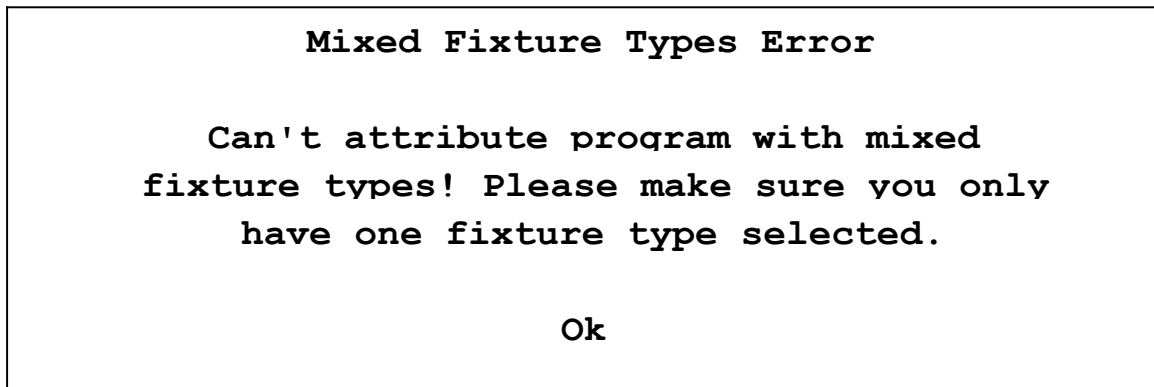 Mixed Fixture Types Error
Can't attribute program with mixed
fixture types! Please make sure you only
have one fixture type selected.
Ok